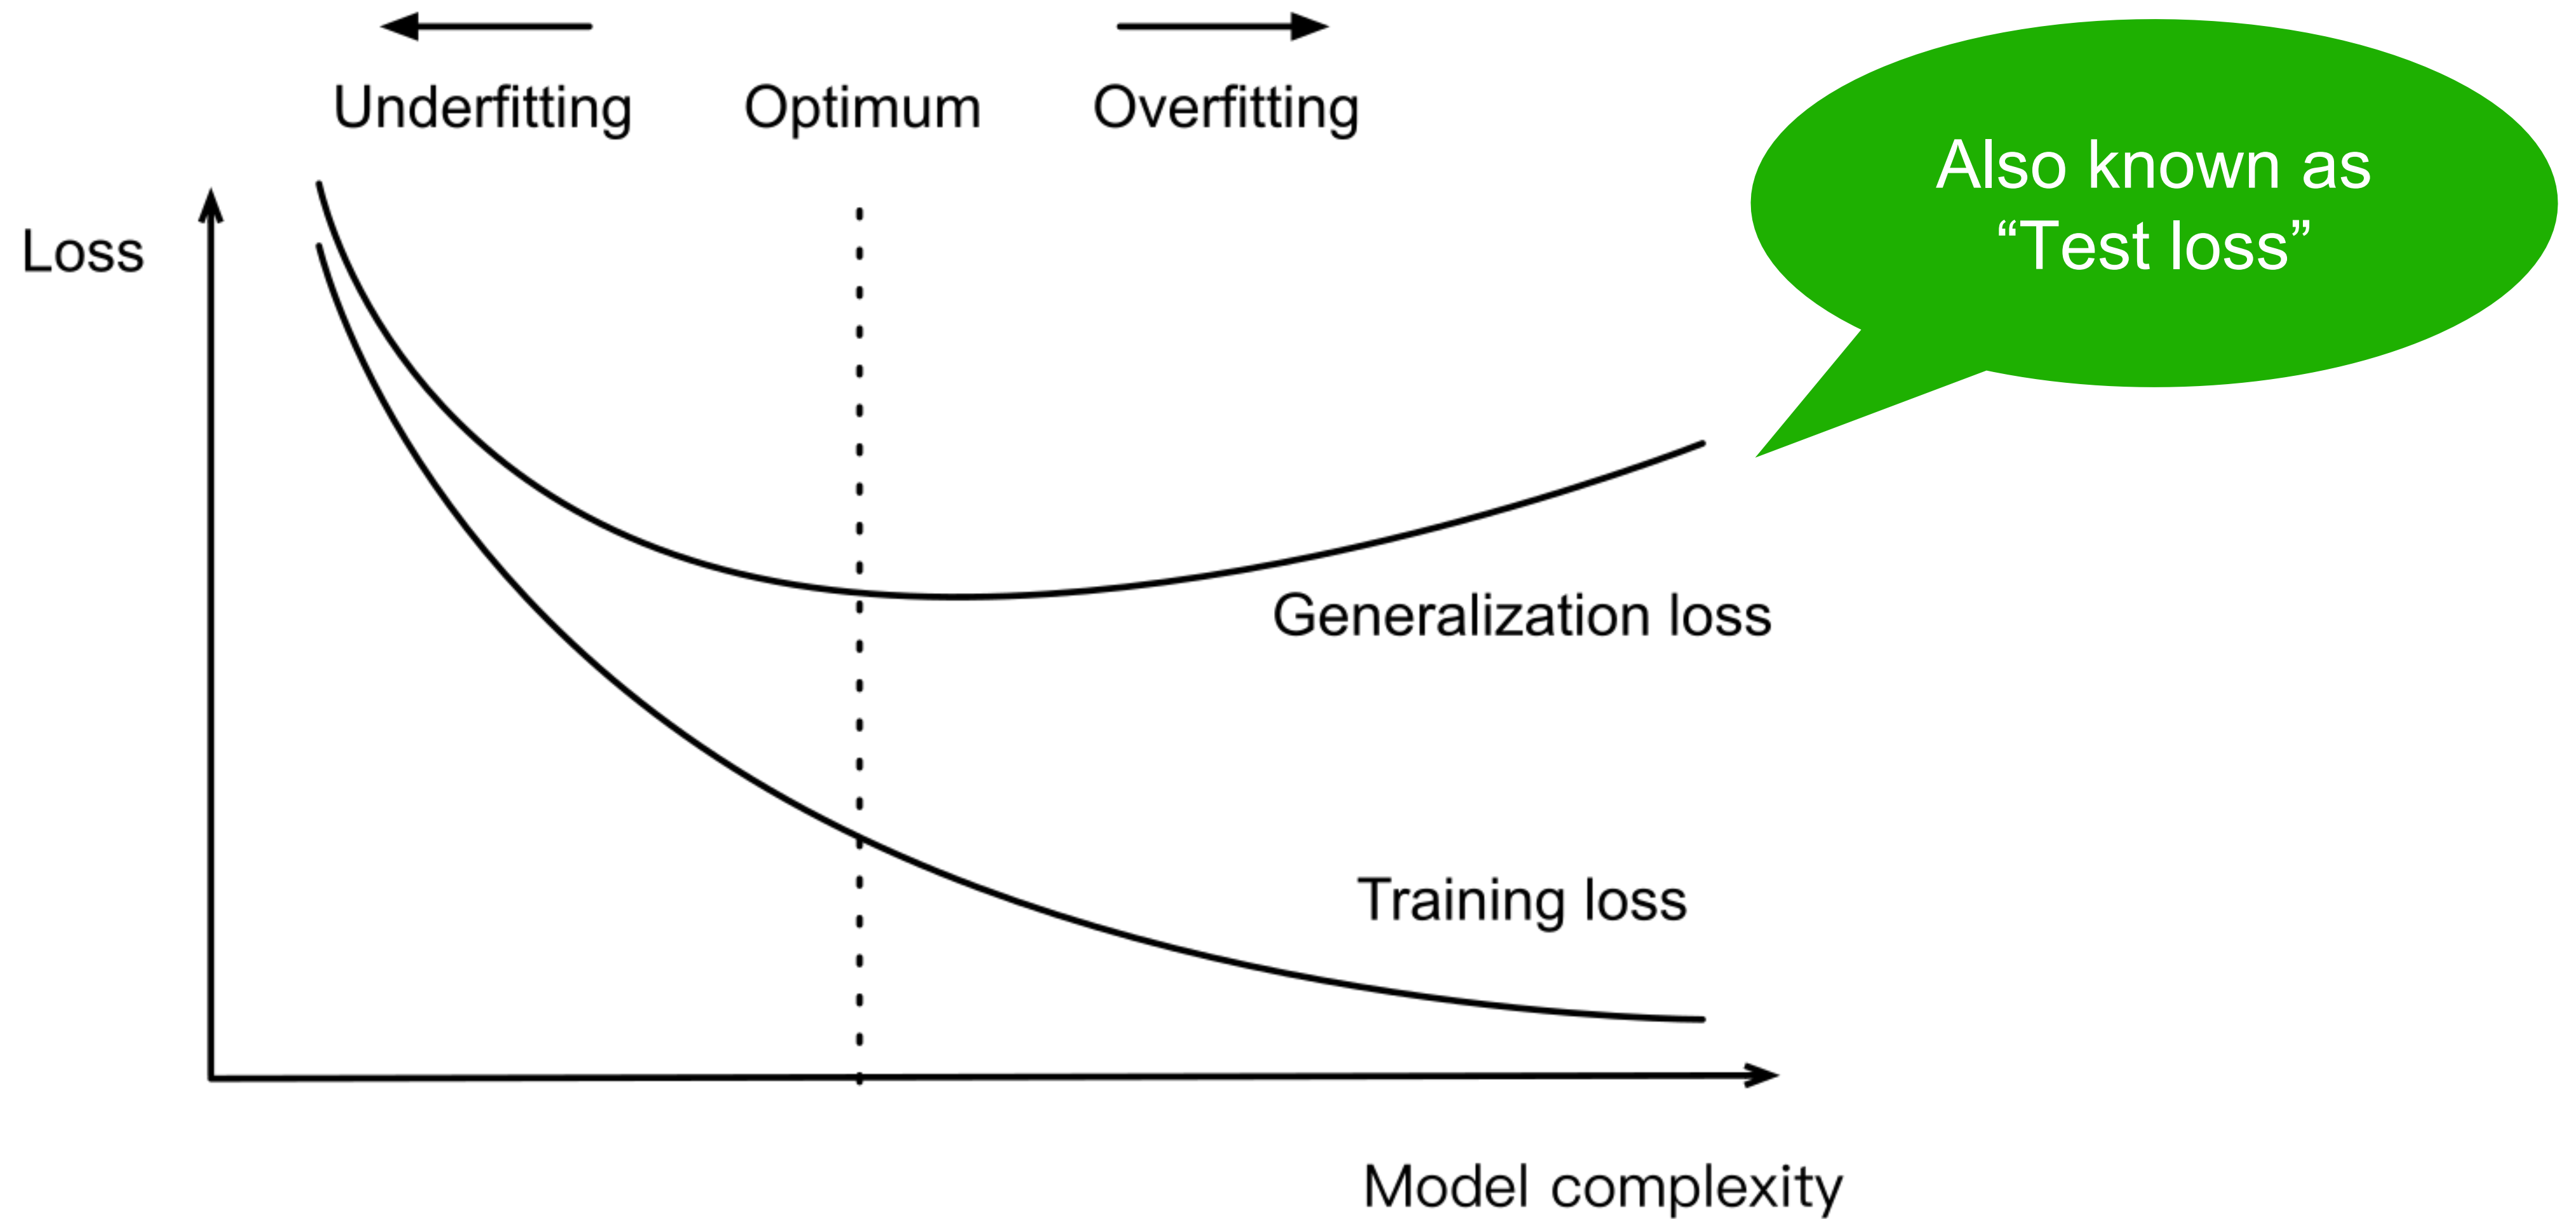 Underfitting
Optimum
Overfitting
Also known as
“Test loss”
Loss
Generalization loss
Training loss
Model complexity